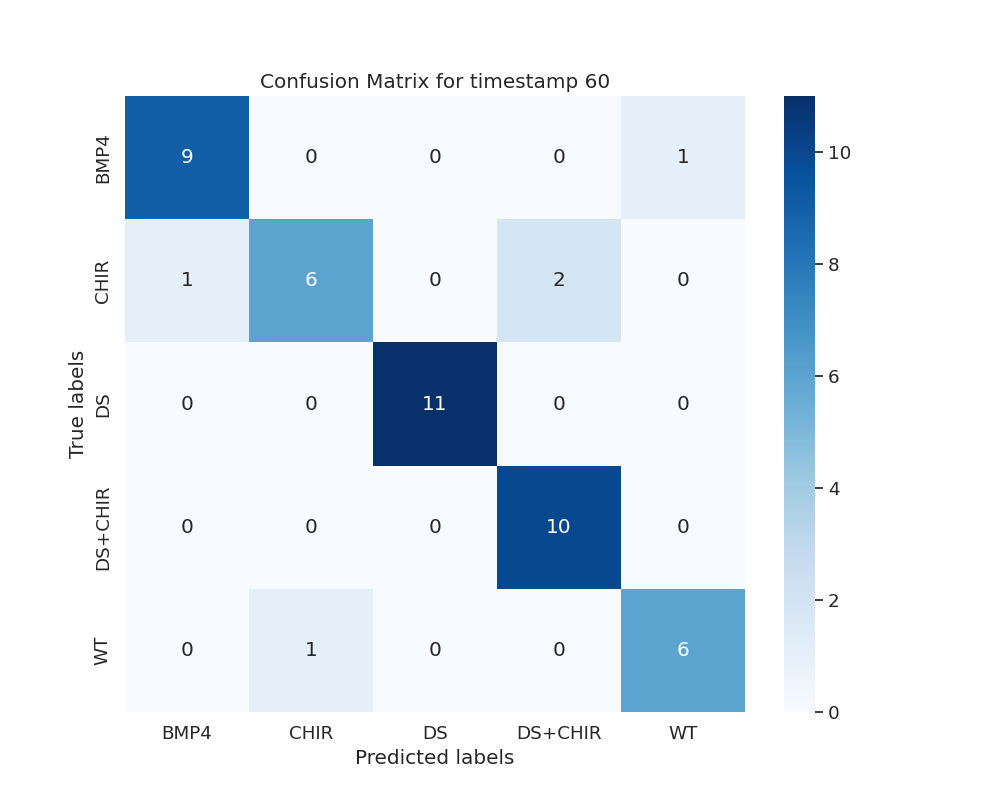 Confusion Matrix for timestamp 60
BMP4 9 0 0 0 1
CHIR 1 6 0 2 0
DS 0 0 11 0 0
DS+CHIR 0 0 0 10 0
WT 0 1 0 0 6
BMP4 CHIR DS DS+CHIR WT
Predicted labels
True labels
10
8
6
4
2
0